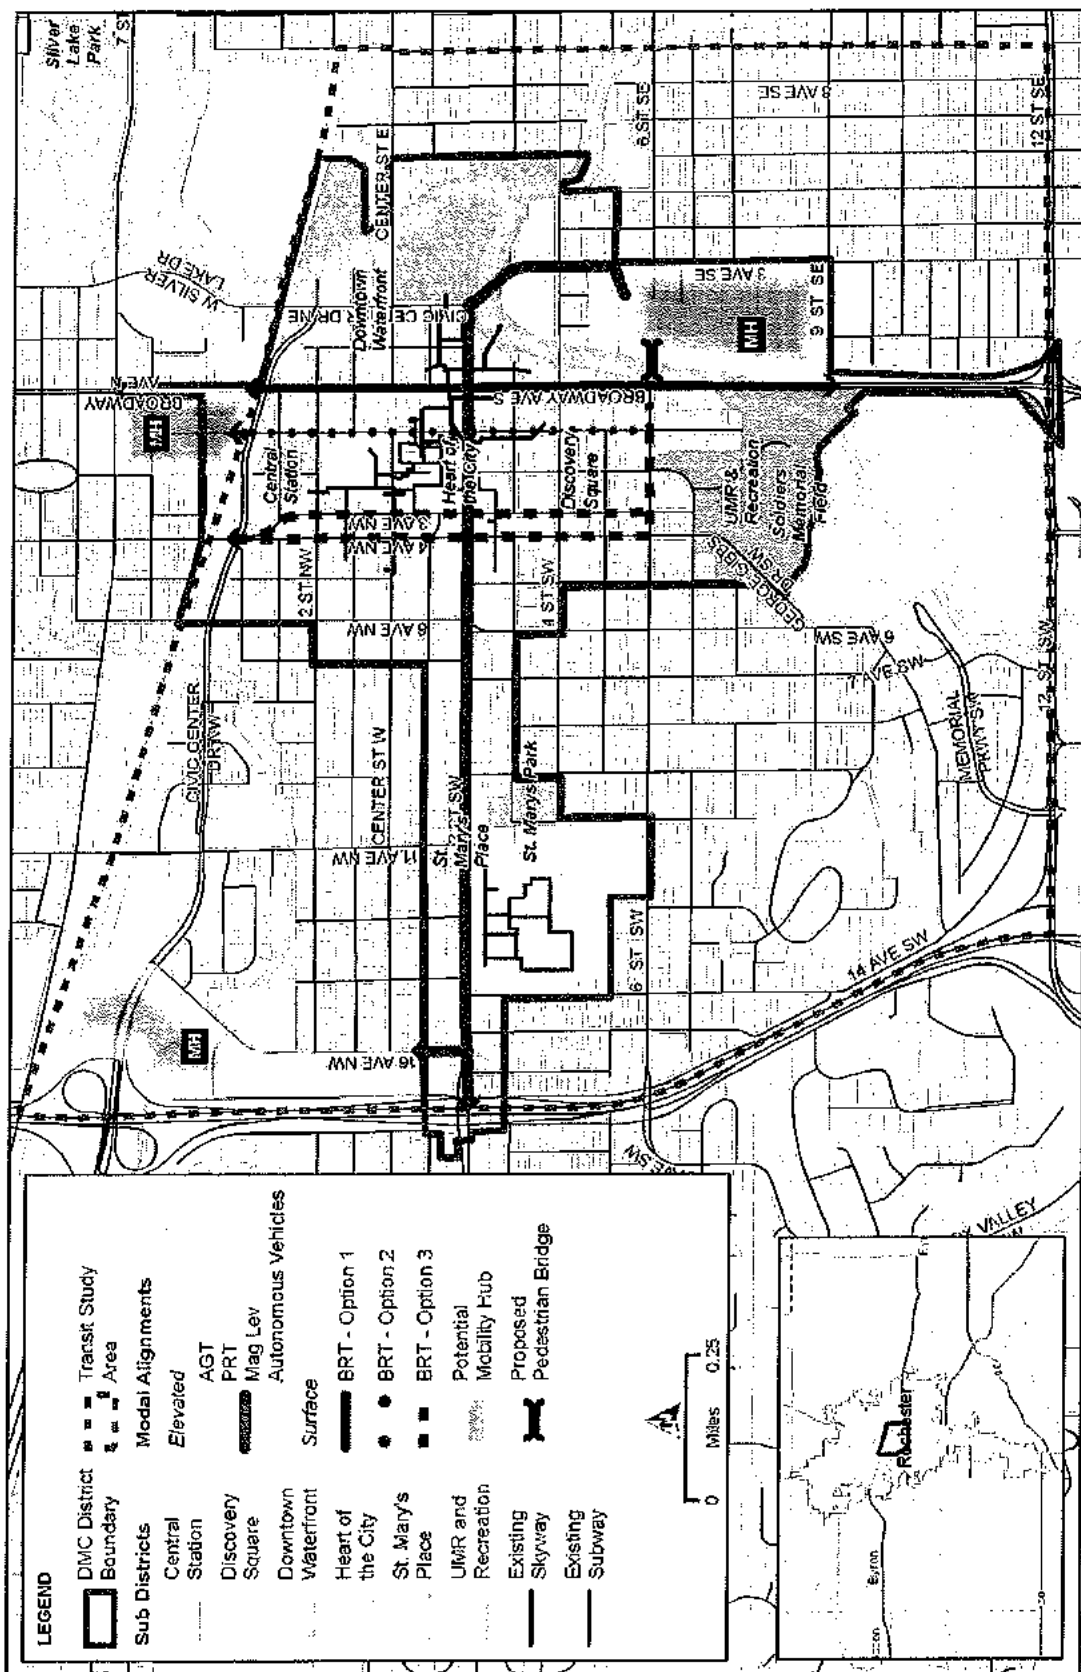 LEGEND
DMC District
Boundary
Transit Study
Area
Sub Districts
Central
Station
Discovery
Square
Downtown
Waterfront
Heart of
the City
St. Mary's
Place
UMR and
Recreation
Existing
Skyway
Existing
Subway
Modal Alignments
Elevated
AGT
PRT
Mag Lev
Autonomous Vehicles
Surface
BRT - Option 1
BRT - Option 2
BRT - Option 3
Potential
Mobility Hub
Proposed
Pedestrian Bridge
N
0
0.25
Miles
Rochester
Byron
Silver
Lake
Park
7 ST
W SILVER
LAKE DR
BROADWAY
AVE N
MH
CENTER ST E
CIVIC CENTER DR NE
Downtown
Waterfront
Central
Station
Heart of
the City
Discovery
Square
BROADWAY AVE S
3 AVE SE
9 ST SE
MH
6 ST SE
8 AVE SE
12 ST SE
UMR &
Recreation
Soldiers
Memorial
Field
GEORGE GIBBS
DR SW
3 AVE NW
4 AVE NW
2 ST NW
6 AVE NW
4 ST SW
6 AVE SW
7 AVE SW
12 ST SW
MEMORIAL
PKWY SW
CIVIC CENTER
DR NW
CENTER ST W
11 AVE NW
St.
Marys
Place
ST SW
St. Marys Park
6 ST SW
14 AVE SW
16 AVE NW
MH
AVE SW
VALLEY